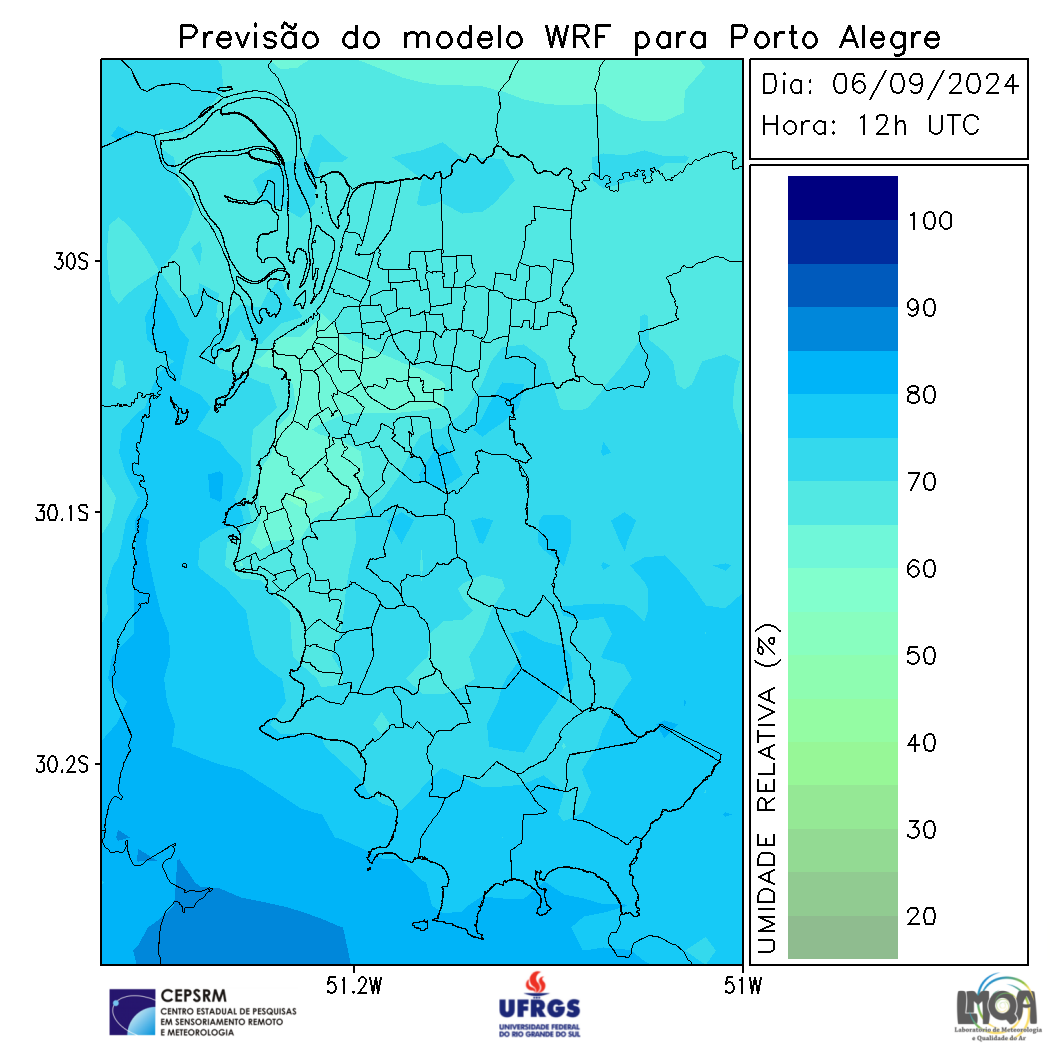 Previsão do modelo WRF para Porto Alegre
Dia: 06/09/2024
Hora: 12h UTC
30S
30.1S
30.2S
51.2W
51W
100
90
80
70
60
50
40
30
20
UMIDADE RELATIVA (%)
CEPSRM
CENTRO ESTADUAL DE PESQUISAS
EM SENSORIAMENTO REMOTO
E METEOROLOGIA
UFRGS
UNIVERSIDADE FEDERAL
DO RIO GRANDE DO SUL
LMQA
Laboratório de Meteorologia
e Qualidade do Ar